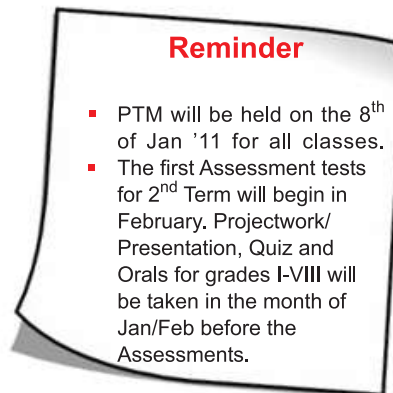 Reminder
▪ PTM will be held on the 8th
of Jan ’11 for all classes.
▪ The first Assessment tests
for 2nd Term will begin in
February. Projectwork/
Presentation, Quiz and
Orals for grades I-VIII will
be taken in the month of
Jan/Feb before the
Assessments.